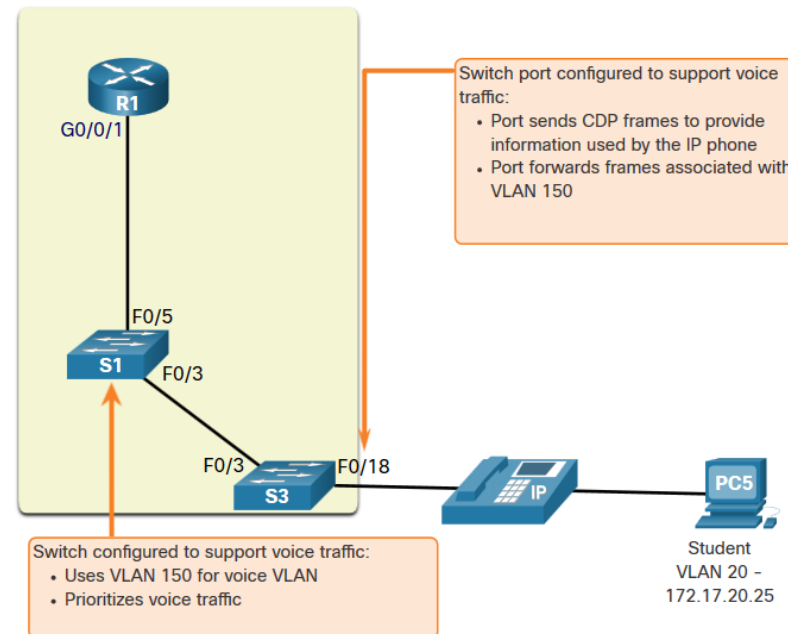 R1
G0/0/1
Switch port configured to support voice
traffic:
• Port sends CDP frames to provide
information used by the IP phone
• Port forwards frames associated with
VLAN 150
F0/5
S1
F0/3
F0/3
F0/18
S3
IP
PC5
Student
VLAN 20 -
172.17.20.25
Switch configured to support voice traffic:
• Uses VLAN 150 for voice VLAN
• Prioritizes voice traffic